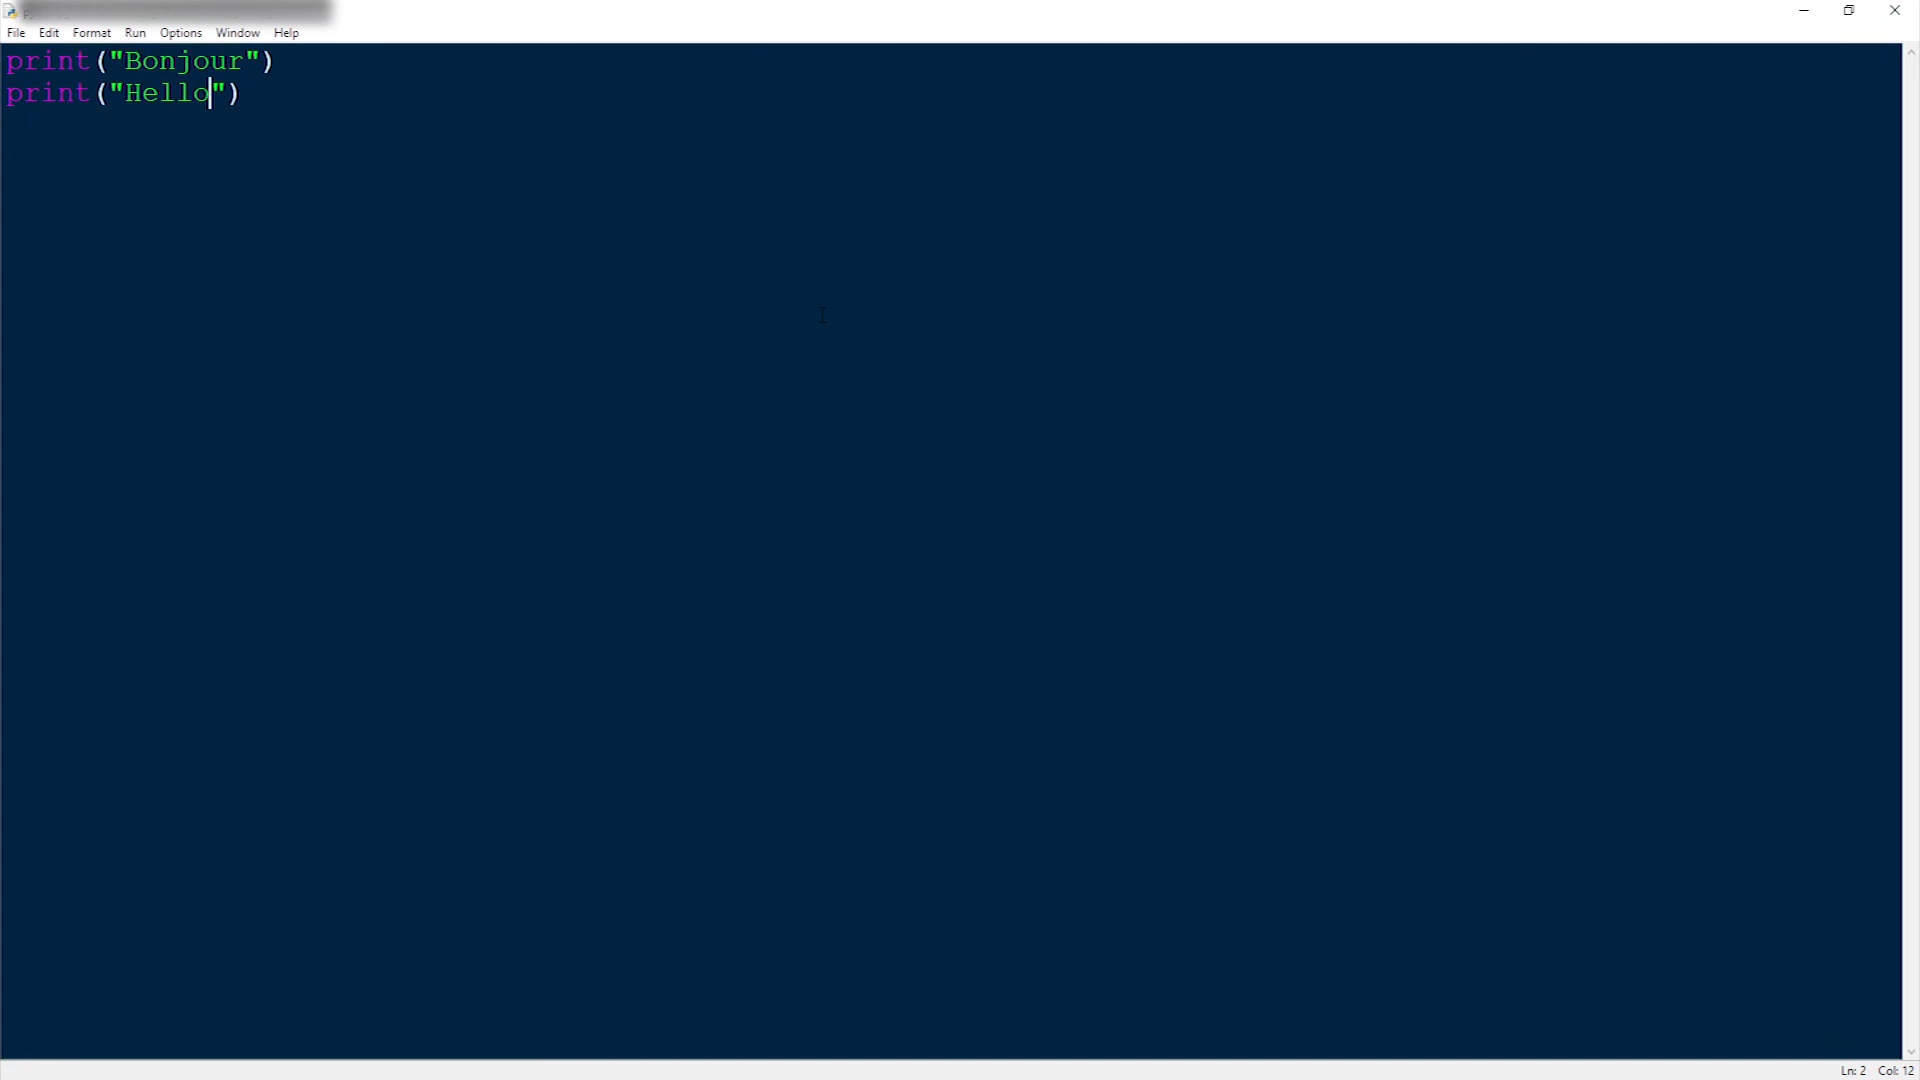 File Edit Format Run Options Window Help
print("Bonjour")
print("Hello")
Ln: 2 Col: 12